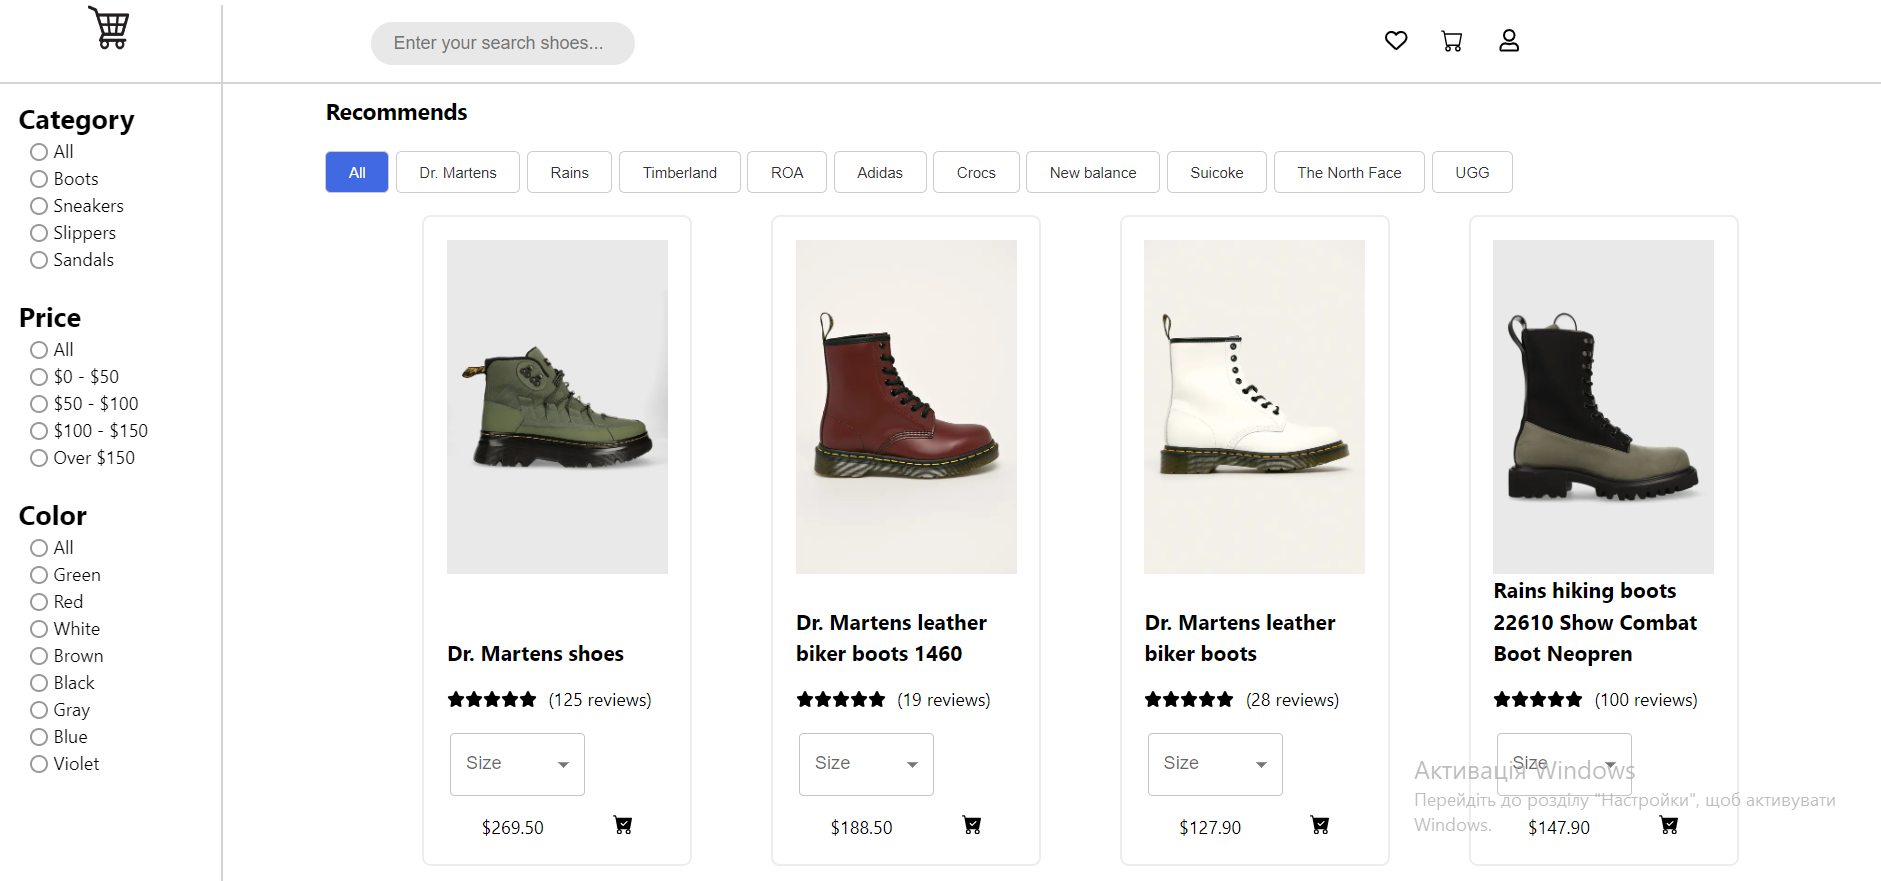 Enter your search shoes...
Category
All
Boots
Sneakers
Slippers
Sandals
Price
All
$0 - $50
$50 - $100
$100 - $150
Over $150
Color
All
Green
Red
White
Brown
Black
Gray
Blue
Violet
Recommends
All
Dr. Martens
Rains
Timberland
ROA
Adidas
Crocs
New balance
Suicoke
The North Face
UGG
Dr. Martens shoes
(125 reviews)
Size
$269.50
Dr. Martens leather
biker boots 1460
(19 reviews)
Size
$188.50
Dr. Martens leather
biker boots
(28 reviews)
Size
$127.90
Rains hiking boots
22610 Show Combat
Boot Neopren
(100 reviews)
Size
$147.90
Активація Windows
Перейдіть до розділу "Настройки", щоб активувати
Windows.